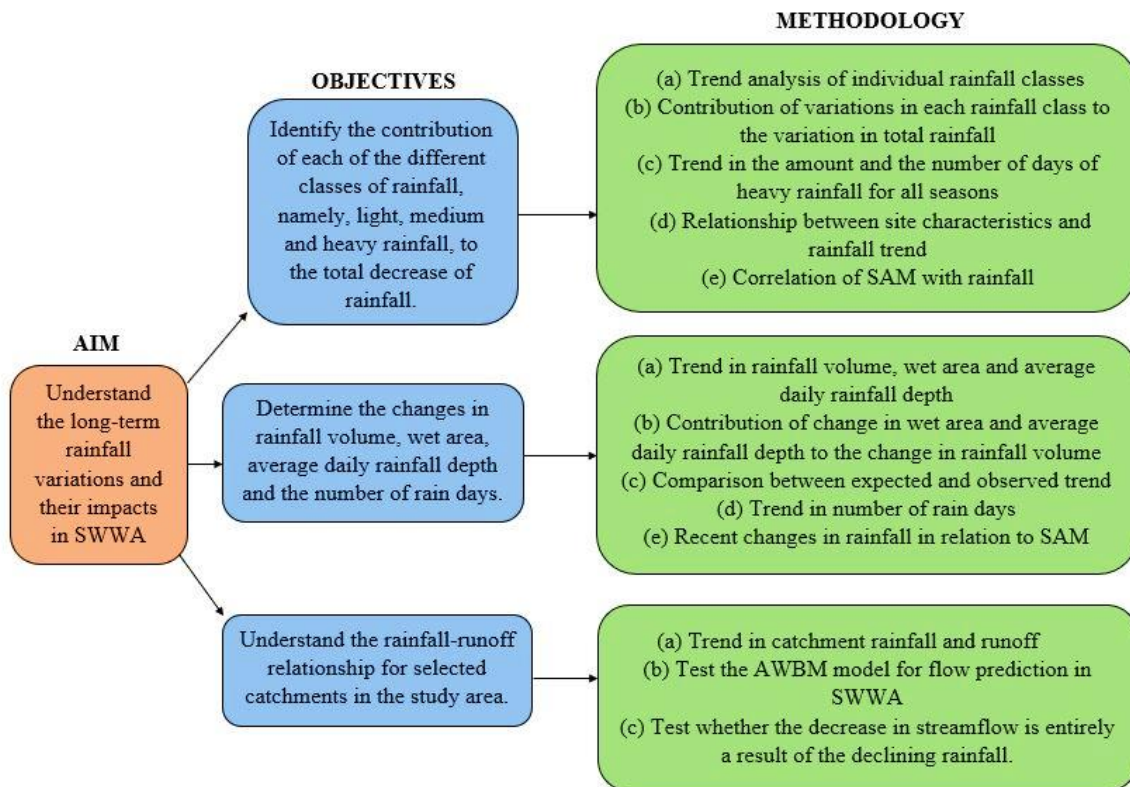 METHODOLOGY
OBJECTIVES
AIM
Understand
the long-term
rainfall
variations and
their impacts
in SWWA
Identify the contribution
of each of the different
classes of rainfall,
namely, light, medium
and heavy rainfall, to
the total decrease of
rainfall.
(a) Trend analysis of individual rainfall classes
(b) Contribution of variations in each rainfall class to
the variation in total rainfall
(c) Trend in the amount and the number of days of
heavy rainfall for all seasons
(d) Relationship between site characteristics and
rainfall trend
(e) Correlation of SAM with rainfall
Determine the changes in
rainfall volume, wet area,
average daily rainfall depth
and the number of rain days.
(a) Trend in rainfall volume, wet area and average
daily rainfall depth
(b) Contribution of change in wet area and average
daily rainfall depth to the change in rainfall volume
(c) Comparison between expected and observed trend
(d) Trend in number of rain days
(e) Recent changes in rainfall in relation to SAM
Understand the rainfall-runoff
relationship for selected
catchments in the study area.
(a) Trend in catchment rainfall and runoff
(b) Test the AWBM model for flow prediction in
SWWA
(c) Test whether the decrease in streamflow is entirely
a result of the declining rainfall.